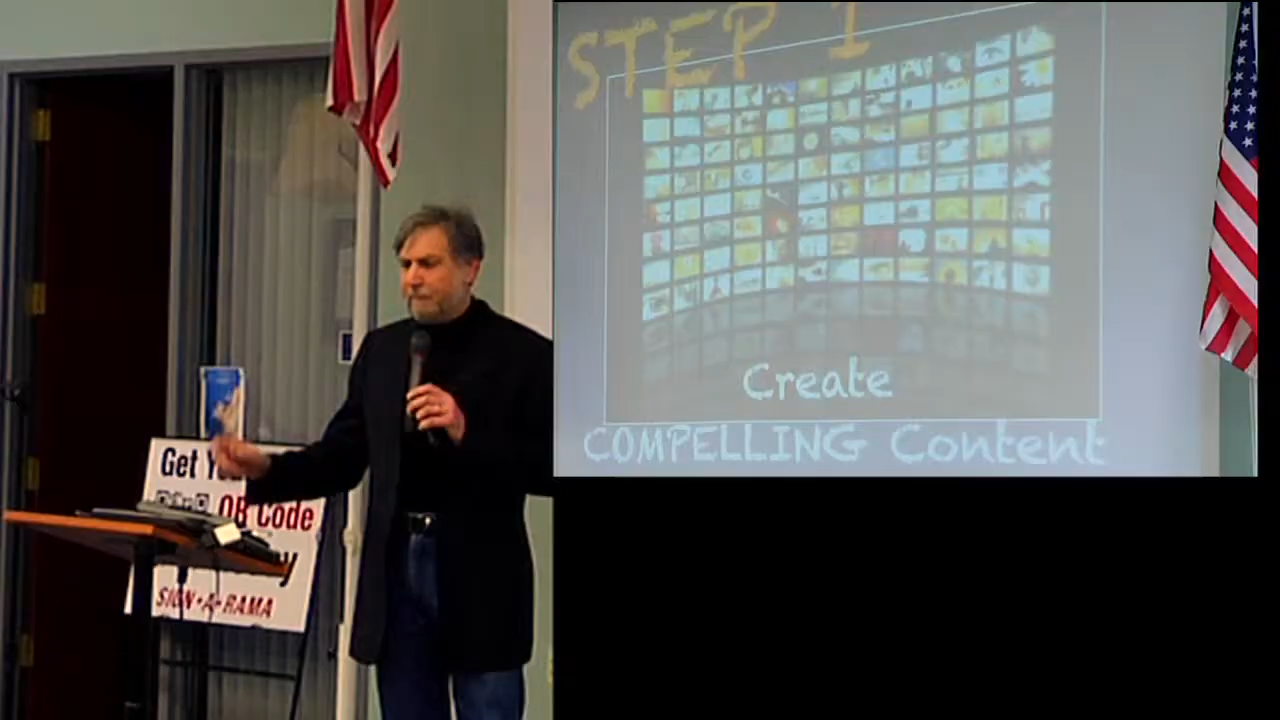 STEP 1
Create
COMPELLING Content
Get
QR Code
SIGN★A★RAMA